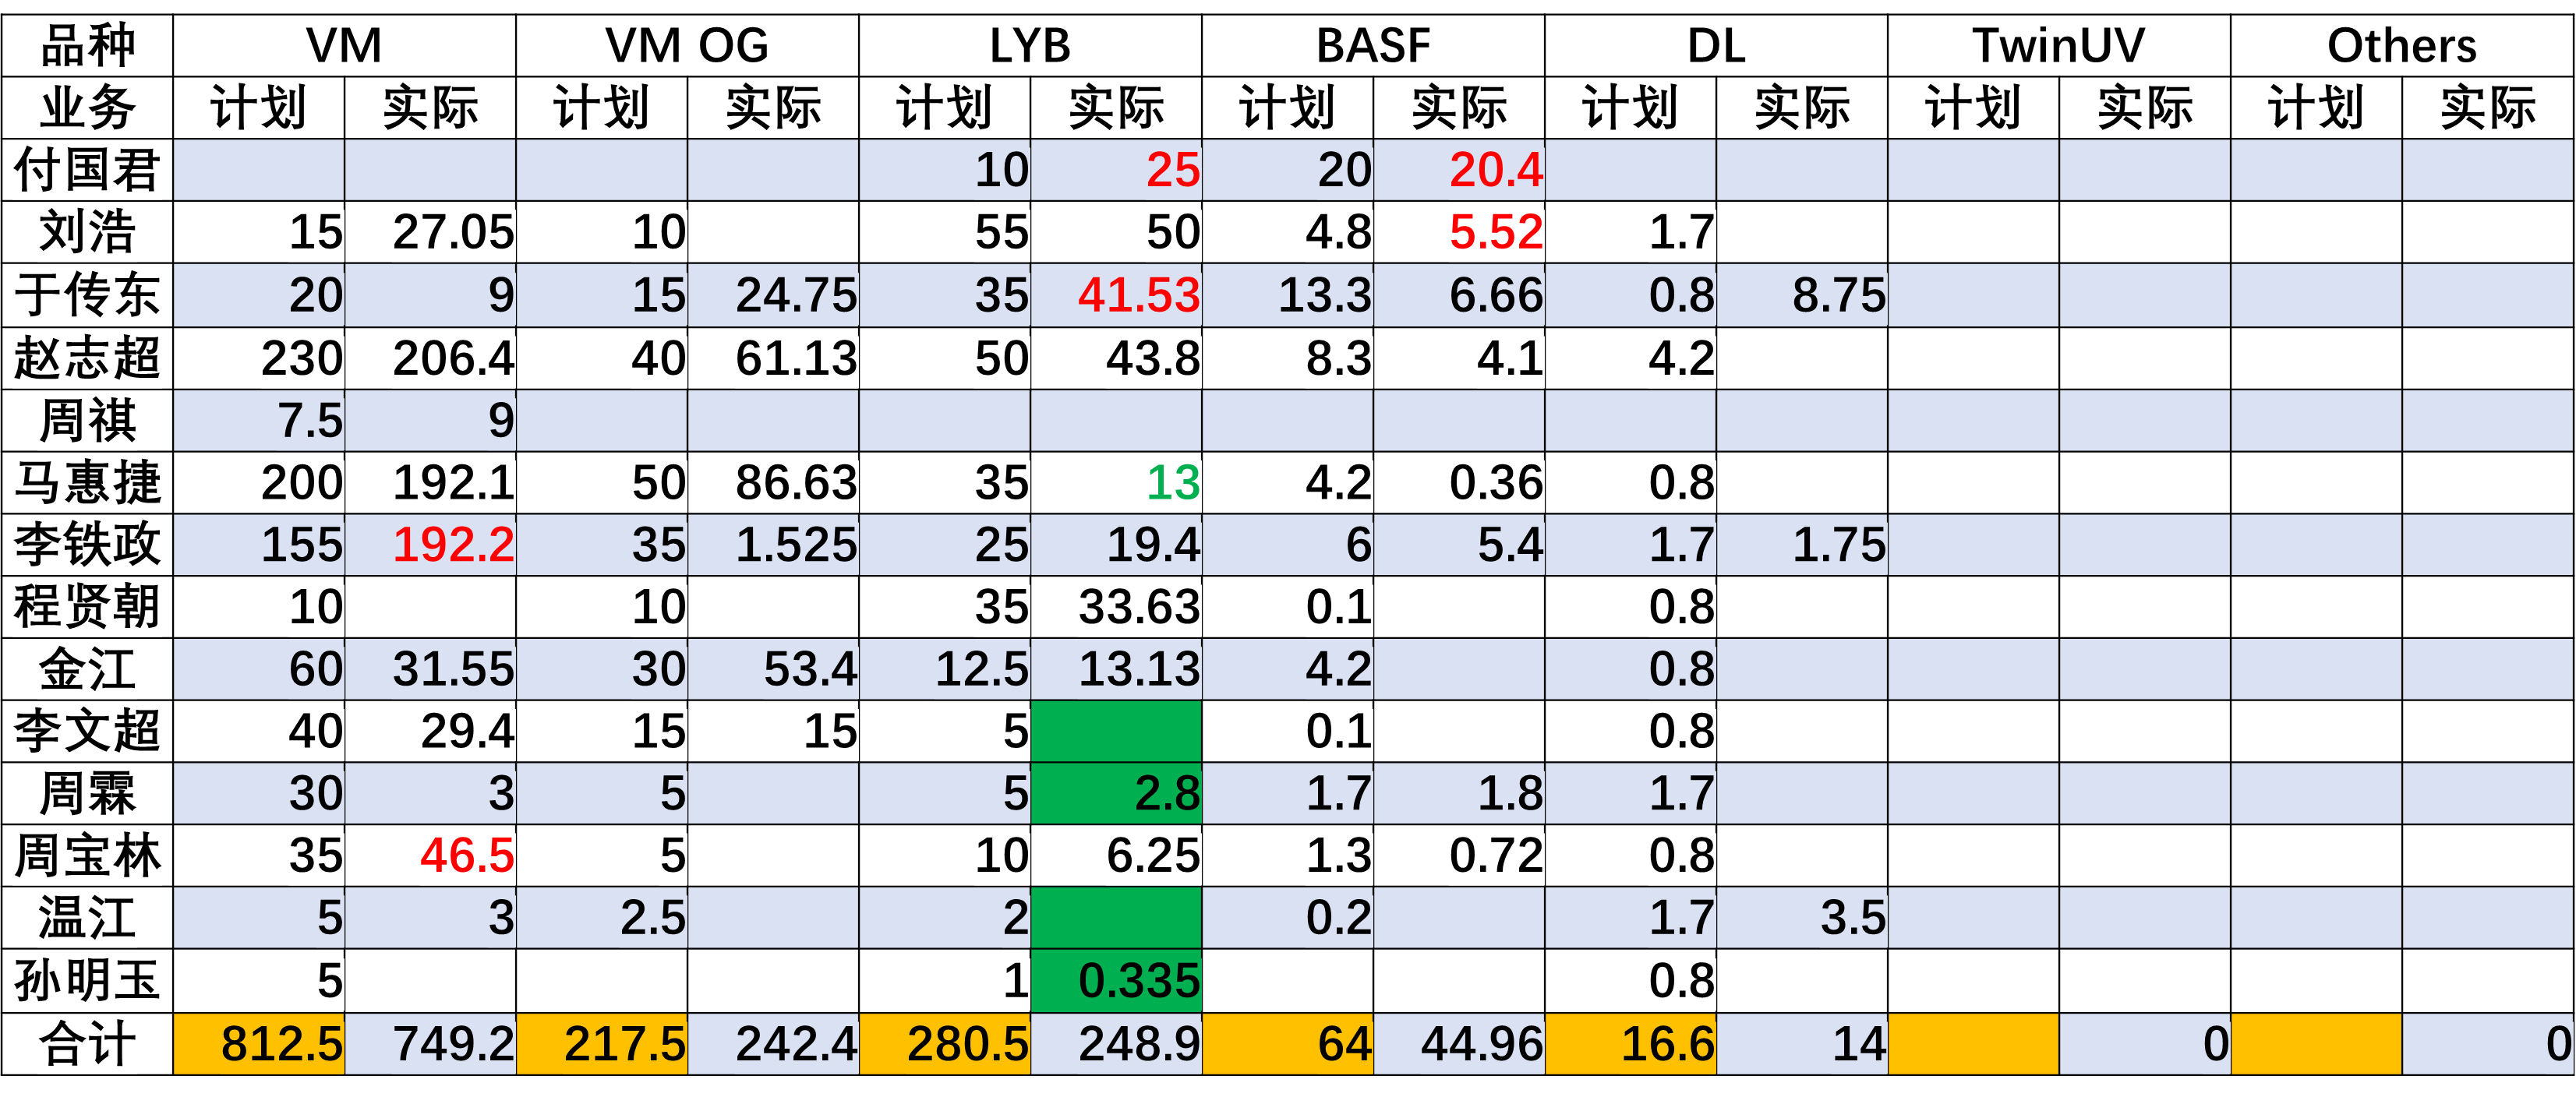 品种 VM VM OG LYB BASF DL TwinUV Others
业务 计划 实际 计划 实际 计划 实际 计划 实际 计划 实际 计划 实际 计划 实际
付国君 10 25 20 20.4
刘浩 15 27.05 10 55 50 4.8 5.52 1.7
于传东 20 9 15 24.75 35 41.53 13.3 6.66 0.8 8.75
赵志超 230 206.4 40 61.13 50 43.8 8.3 4.1 4.2
周祺 7.5 9
马惠捷 200 192.1 50 86.63 35 13 4.2 0.36 0.8
李铁政 155 192.2 35 1.525 25 19.4 6 5.4 1.7 1.75
程贤朝 10 10 35 33.63 0.1 0.8
金江 60 31.55 30 53.4 12.5 13.13 4.2 0.8
李文超 40 29.4 15 15 5 0.1 0.8
周霖 30 3 5 5 2.8 1.7 1.8 1.7
周宝林 35 46.5 5 10 6.25 1.3 0.72 0.8
温江 5 3 2.5 2 0.2 1.7 3.5
孙明玉 5 1 0.335 0.8
合计 812.5 749.2 217.5 242.4 280.5 248.9 64 44.96 16.6 14 0 0